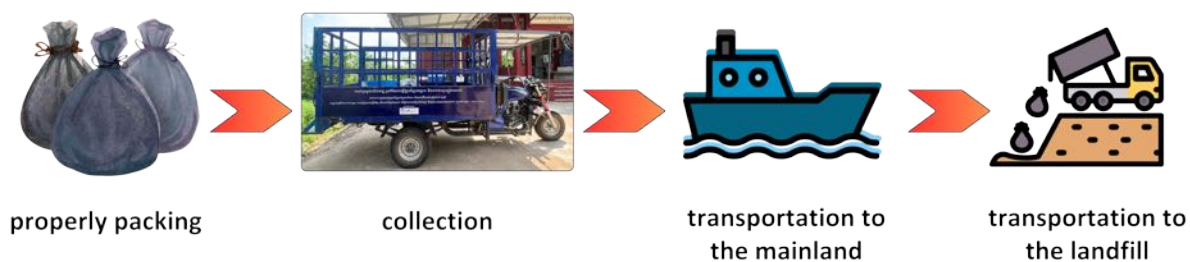 properly packing
collection
transportation to
the mainland
transportation to
the landfill